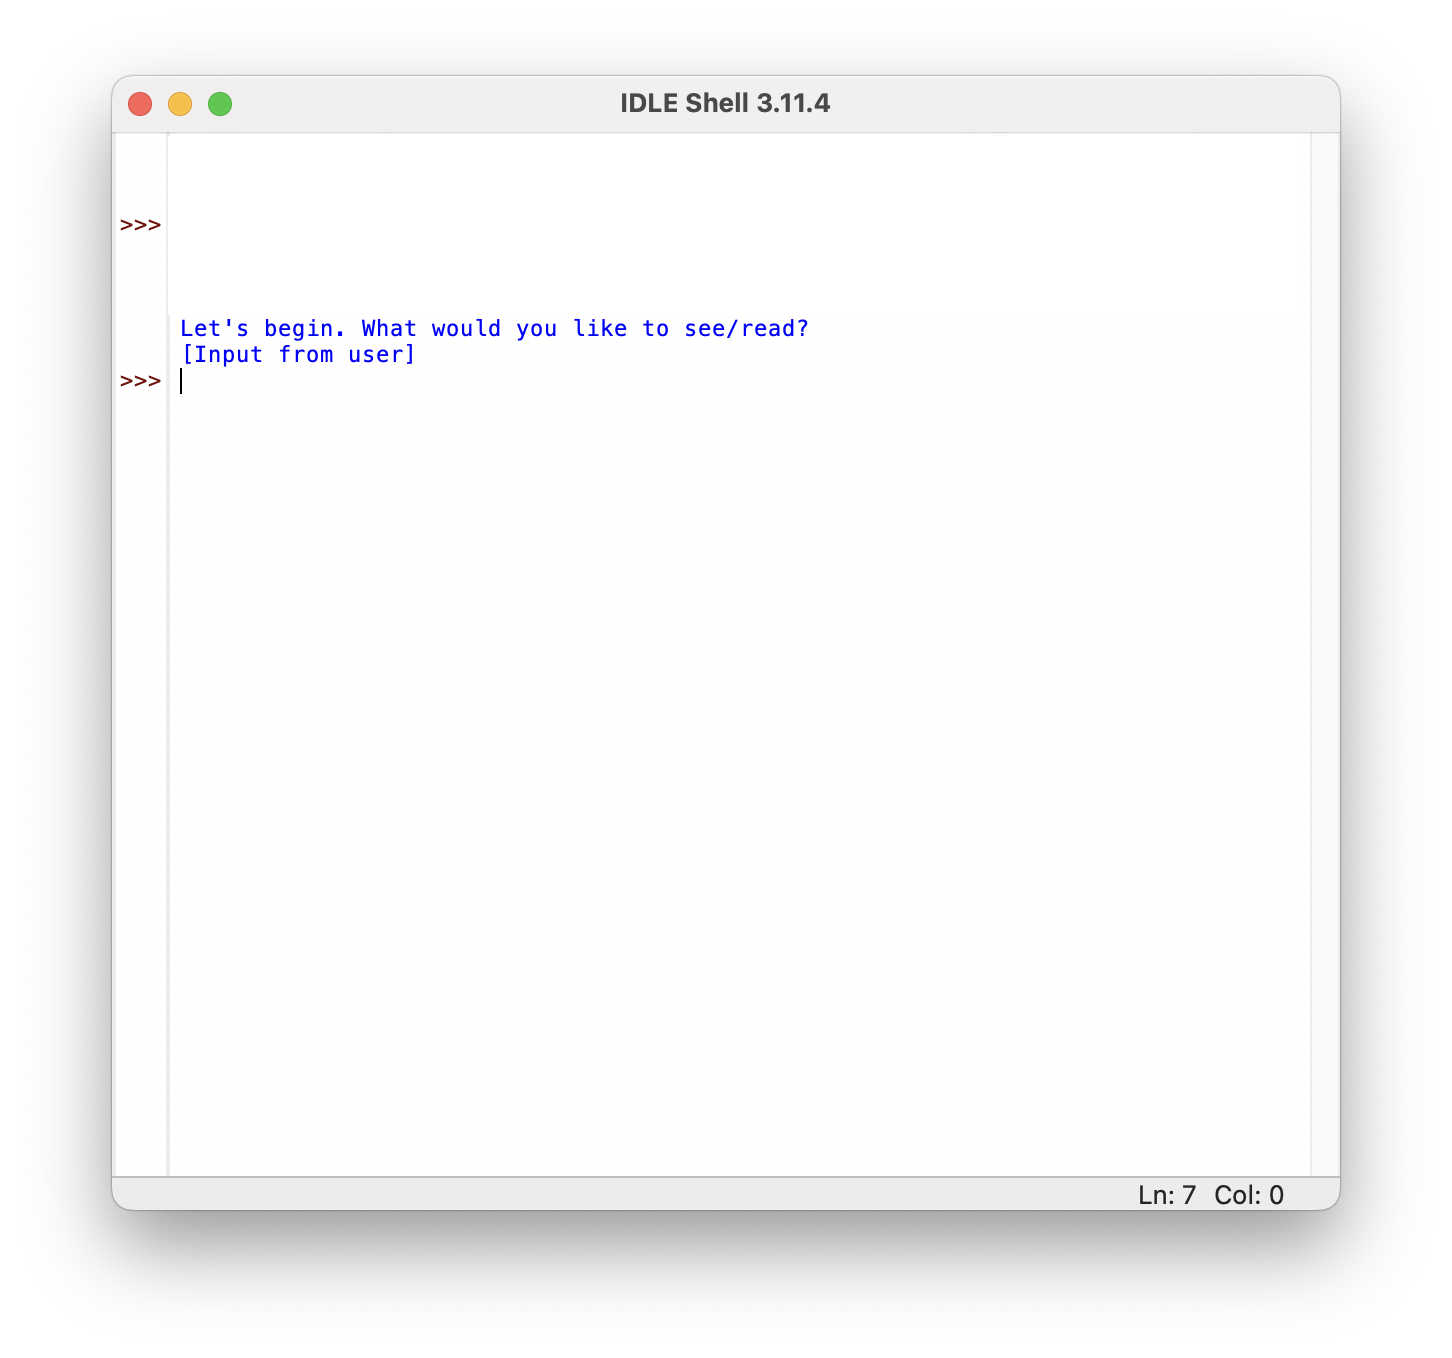 IDLE Shell 3.11.4
>>>
Let's begin. What would you like to see/read?
[Input from user]
>>>
Ln: 7 Col: 0